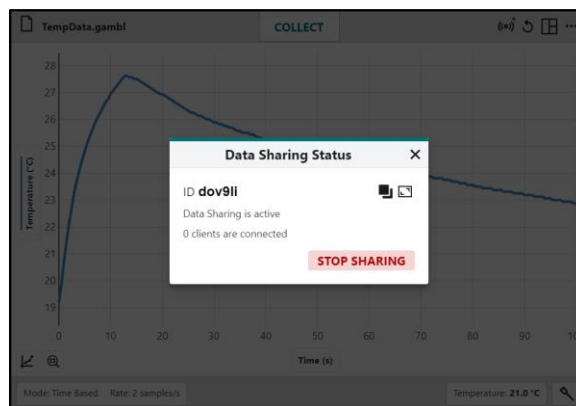 TempData.gambl
COLLECT
28
27
26
25
24
23
22
21
20
19
Temperature (°C)
Data Sharing Status
ID dov9li
Data Sharing is active
0 clients are connected
STOP SHARING
0 10 20 30 40 50 60 70 80 90 10
Time (s)
Mode: Time Based Rate: 2 samples/s
Temperature: 21.0 °C